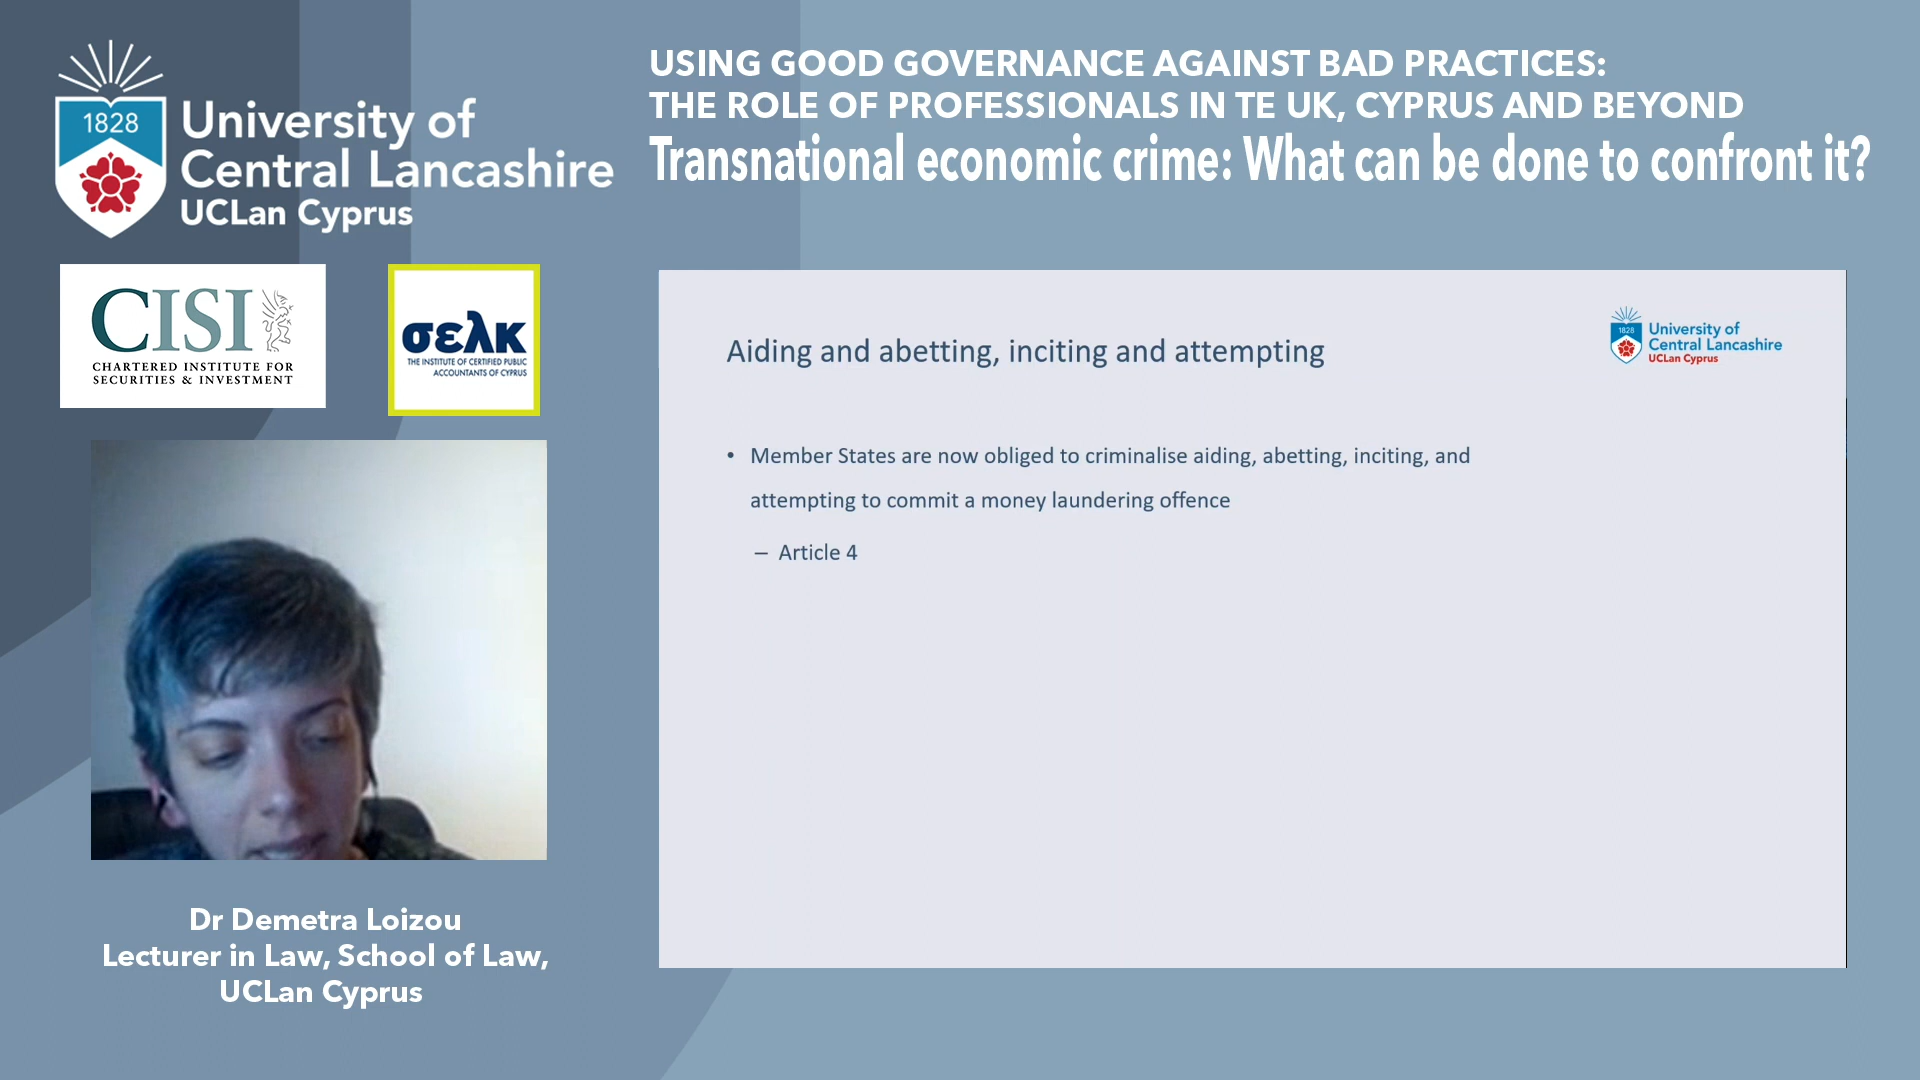 1828
University of
Central Lancashire
UCLan Cyprus
USING GOOD GOVERNANCE AGAINST BAD PRACTICES:
THE ROLE OF PROFESSIONALS IN TE UK, CYPRUS AND BEYOND
Transnational economic crime: What can be done to confront it?
CISI
CHARTERED INSTITUTE FOR
SECURITIES & INVESTMENT
σελκ
THE INSTITUTE OF CERTIFIED PUBLIC
ACCOUNTANTS OF CYPRUS
Aiding and abetting, inciting and attempting
1828
University of
Central Lancashire
UCLan Cyprus
• Member States are now obliged to criminalise aiding, abetting, inciting, and
attempting to commit a money laundering offence
– Article 4
Dr Demetra Loizou
Lecturer in Law, School of Law,
UCLan Cyprus